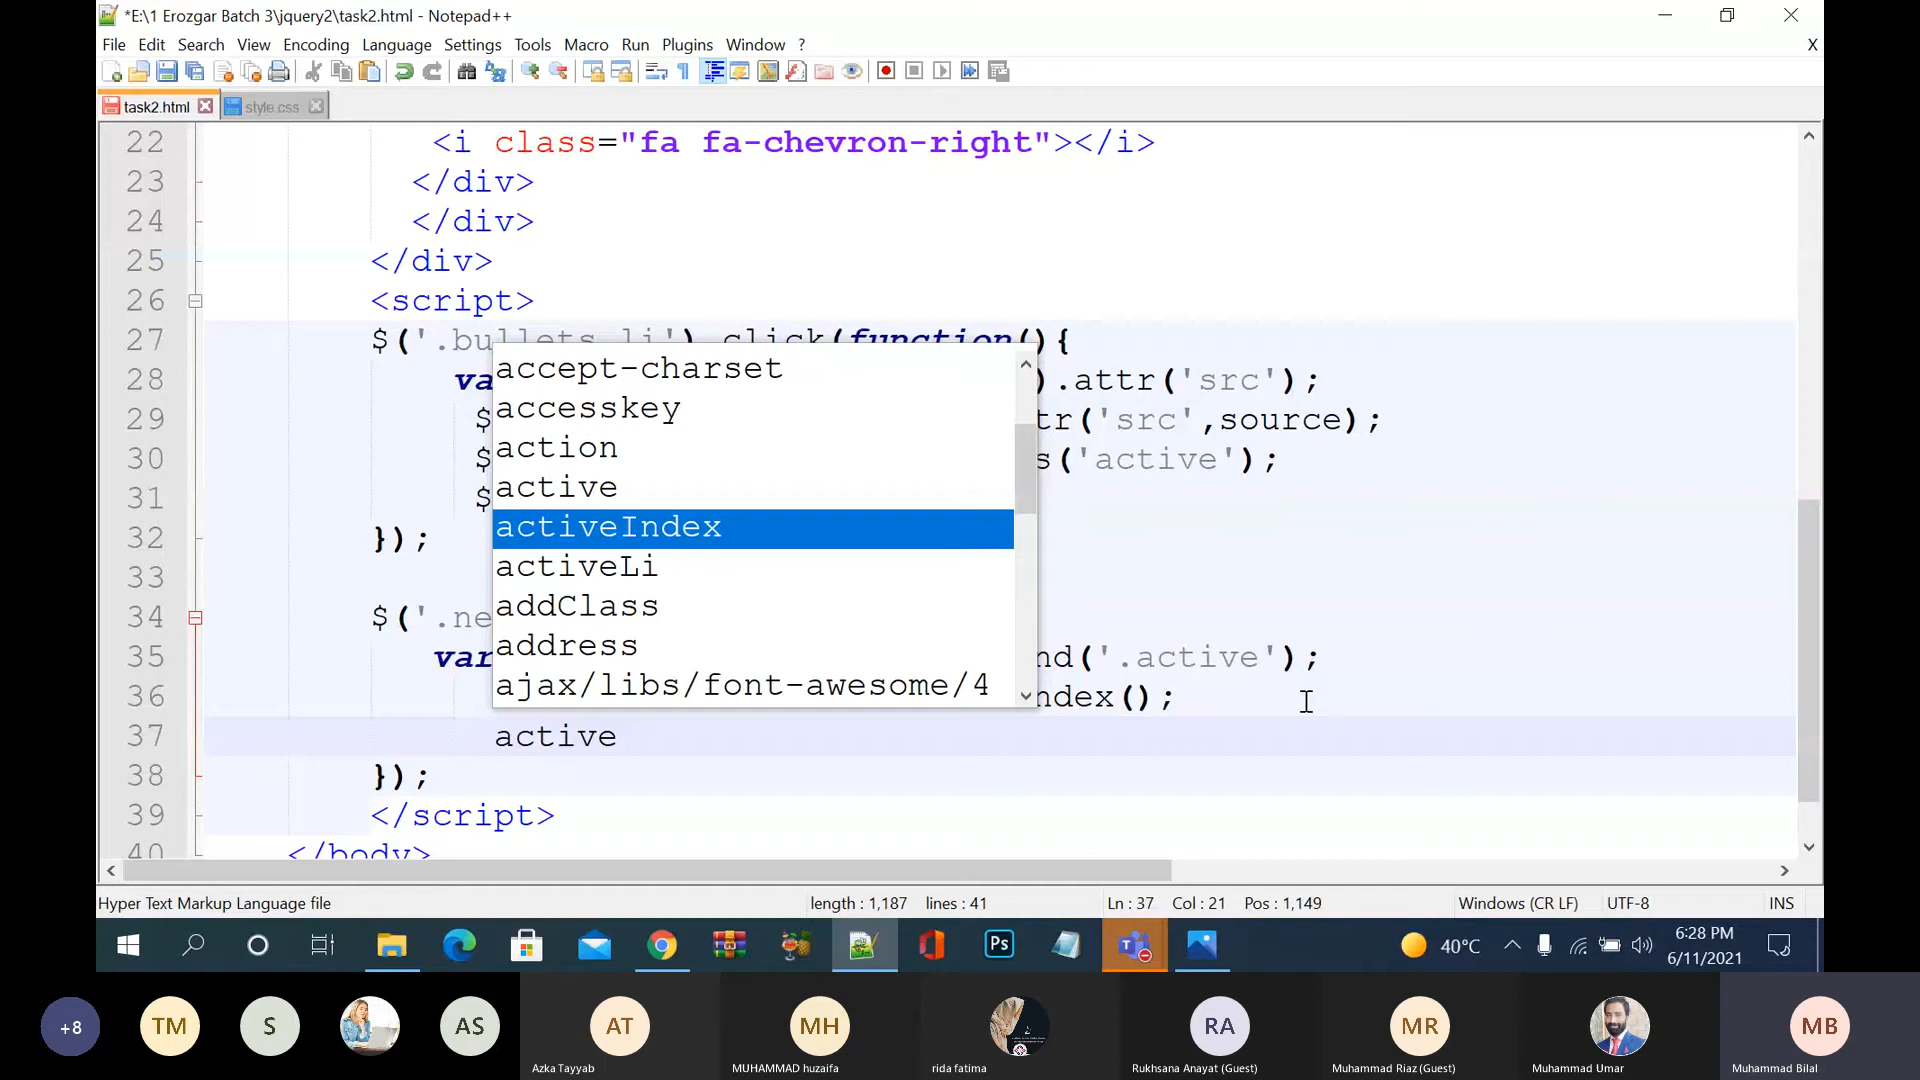 *E:\1 Erozgar Batch 3\jquery2\task2.html - Notepad++
File Edit Search View Encoding Language Settings Tools Macro Run Plugins Window ? X
task2.html style.css
22 <i class="fa fa-chevron-right"></i>
23 </div>
24 </div>
25 </div>
26 <script>
27 $('.bullets li').click(function(){
28 va ).attr('src');
29 $ tr('src',source);
30 $ s('active');
31 $
32 });
33
34 $('.ne
35 var nd('.active');
36 ndex();
37 active
38 });
39 </script>
40 </body>
accept-charset
accesskey
action
active
activeIndex
activeLi
addClass
address
ajax/libs/font-awesome/4
Hyper Text Markup Language file length : 1,187 lines : 41 Ln : 37 Col : 21 Pos : 1,149 Windows (CR LF) UTF-8 INS
Ps 40°C 6:28 PM
6/11/2021
+8 TM S AS AT MH RA MR MB
Azka Tayyab MUHAMMAD huzaifa rida fatima Rukhsana Anayat (Guest) Muhammad Riaz (Guest) Muhammad Umar Muhammad Bilal